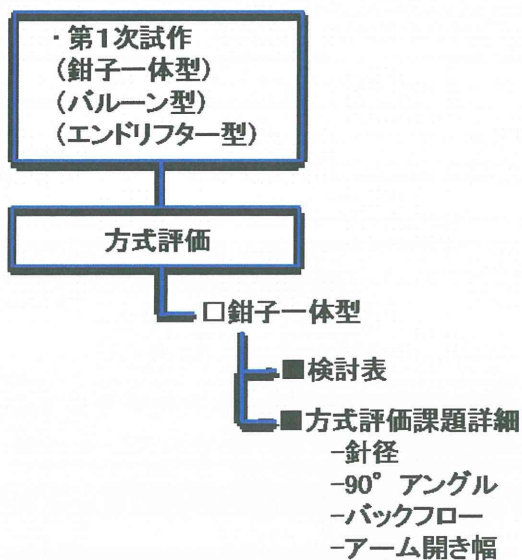 ・第1次試作
(鉗子一体型)
(バルーン型)
(エンドリフター型)
方式評価
□鉗子一体型
■検討表
■方式評価課題詳細
-針径
-90°アングル
-バックフロー
-アーム開き幅